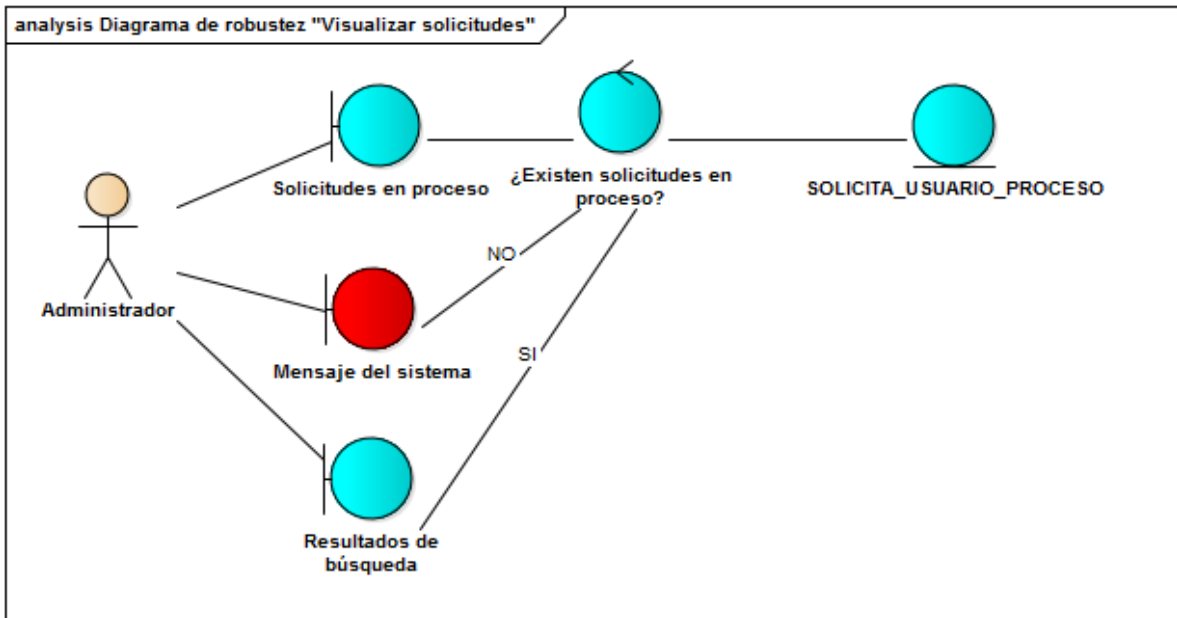 analysis Diagrama de robustez "Visualizar solicitudes"
Solicitudes en proceso
¿Existen solicitudes en
proceso?
SOLICITA_USUARIO_PROCESO
NO
Administrador
Mensaje del sistema
SI
Resultados de
búsqueda